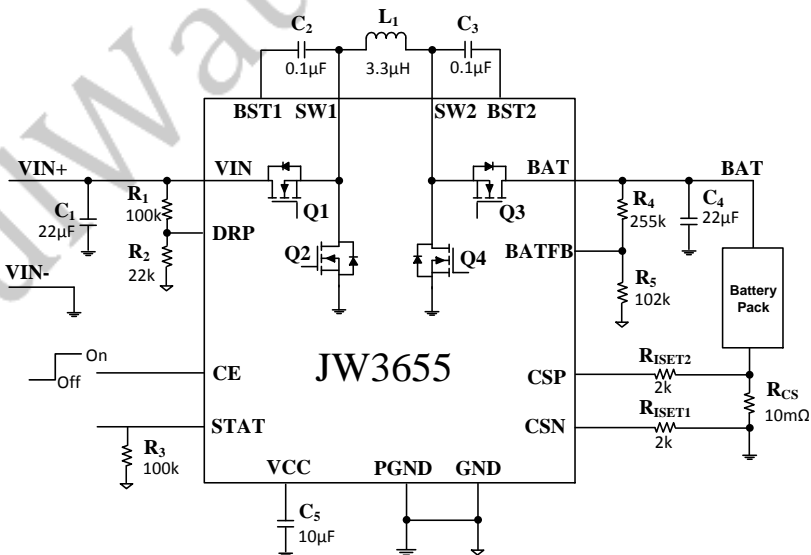 L1
C2
C3
0.1μF
3.3μH
0.1μF
BST1 SW1
SW2 BST2
VIN+
VIN
BAT
BAT
R1
100k
R4
255k
C1
22μF
Q1
Q3
C4
22μF
DRP
R2
22k
Q2
Q4
BATFB
VIN-
R5
102k
Battery
Pack
On
Off
CE
JW3655
CSP
RISET2
2k
RCS
10mΩ
STAT
CSN
RISET1
2k
R3
100k
VCC
PGND
GND
C5
10μF